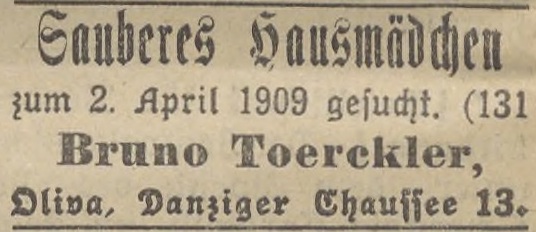 Sauberes Hausmädchen
zum 2. April 1909 gesucht. (131
Bruno Toerckler,
Oliva, Danziger Chaussee 13.